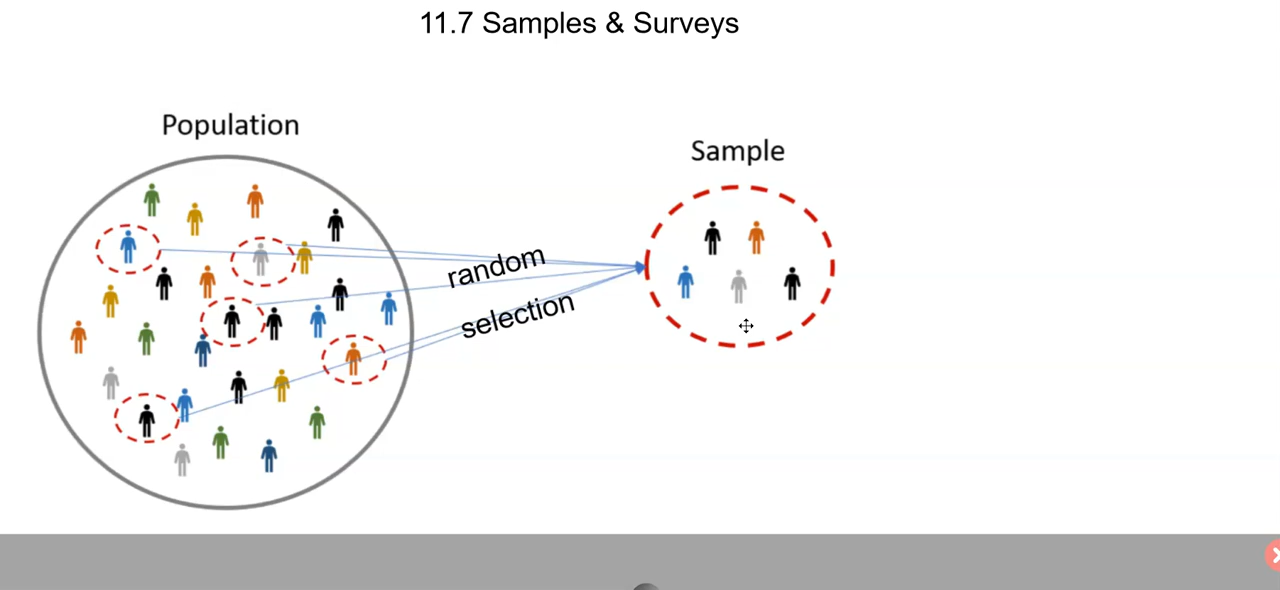 11.7 Samples & Surveys
Population
Sample
random
selection